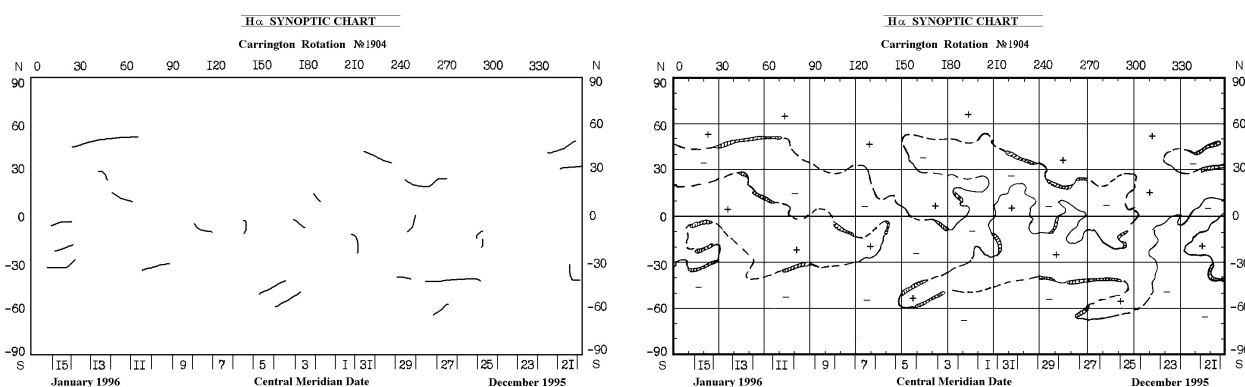 Hα SYNOPTIC CHART
Carrington Rotation №1904
N 0 30 60 90 I20 I50 I80 2I0 240 270 300 330 N
90 90
60 60
30 30
0 0
−30 −30
−60 −60
−90 −90
S I5 I3 II 9 7 5 3 I 3I 29 27 25 2I S
January 1996 Central Meridian Date December 1995
Hα SYNOPTIC CHART
Carrington Rotation №1904
N 0 30 60 90 I20 I50 I80 2I0 240 270 300 330 N
90 90
60 60
30 30
0 0
−30 −30
−60 −60
−90 −90
S I5 I3 II 9 7 5 3 I 3I 29 27 25 2I S
January 1996 Central Meridian Date December 1995